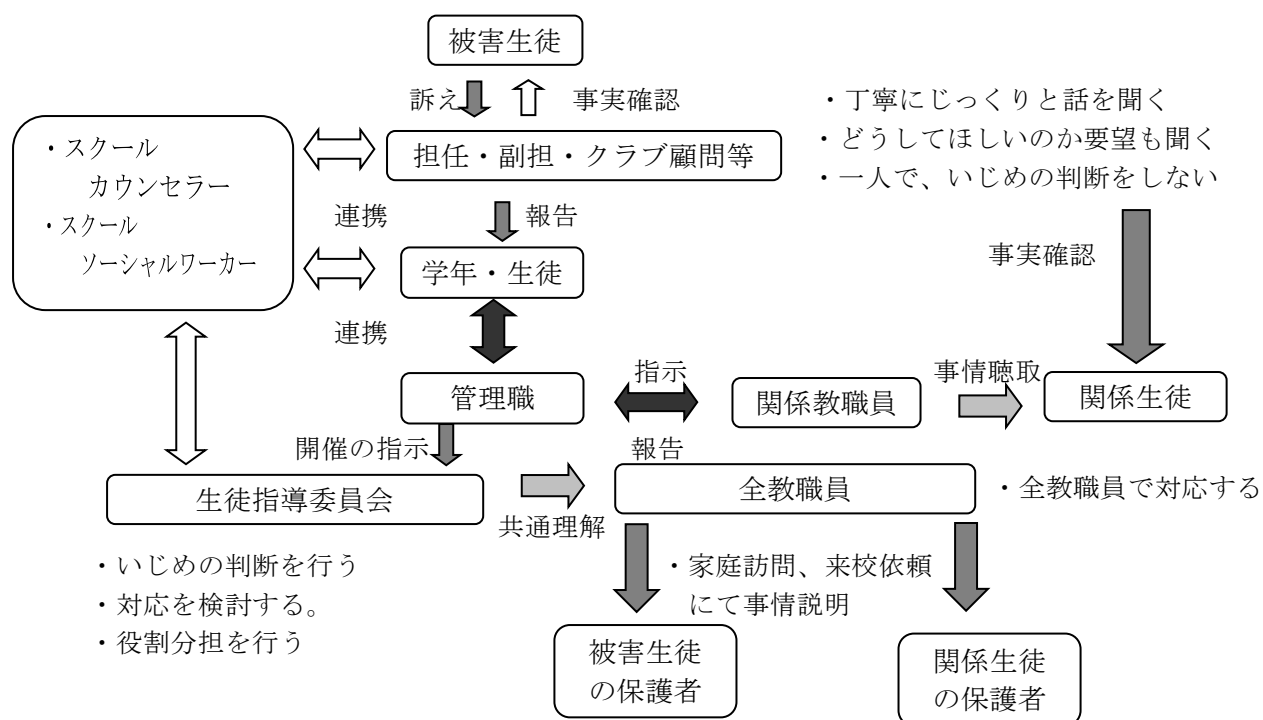 被害生徒
訴え
事実確認
・丁寧にじっくりと話を聞く
・どうしてほしいのか要望も聞く
・一人で、いじめの判断をしない
・スクール
カウンセラー
・スクール
ソーシャルワーカー
担任・副担・クラブ顧問等
連携
報告
事実確認
学年・生徒
連携
管理職
指示
報告
関係教職員
事情聴取
関係生徒
開催の指示
生徒指導委員会
共通理解
全教職員
・全教職員で対応する
・いじめの判断を行う
・対応を検討する。
・役割分担を行う
・家庭訪問、来校依頼
にて事情説明
被害生徒
の保護者
関係生徒
の保護者